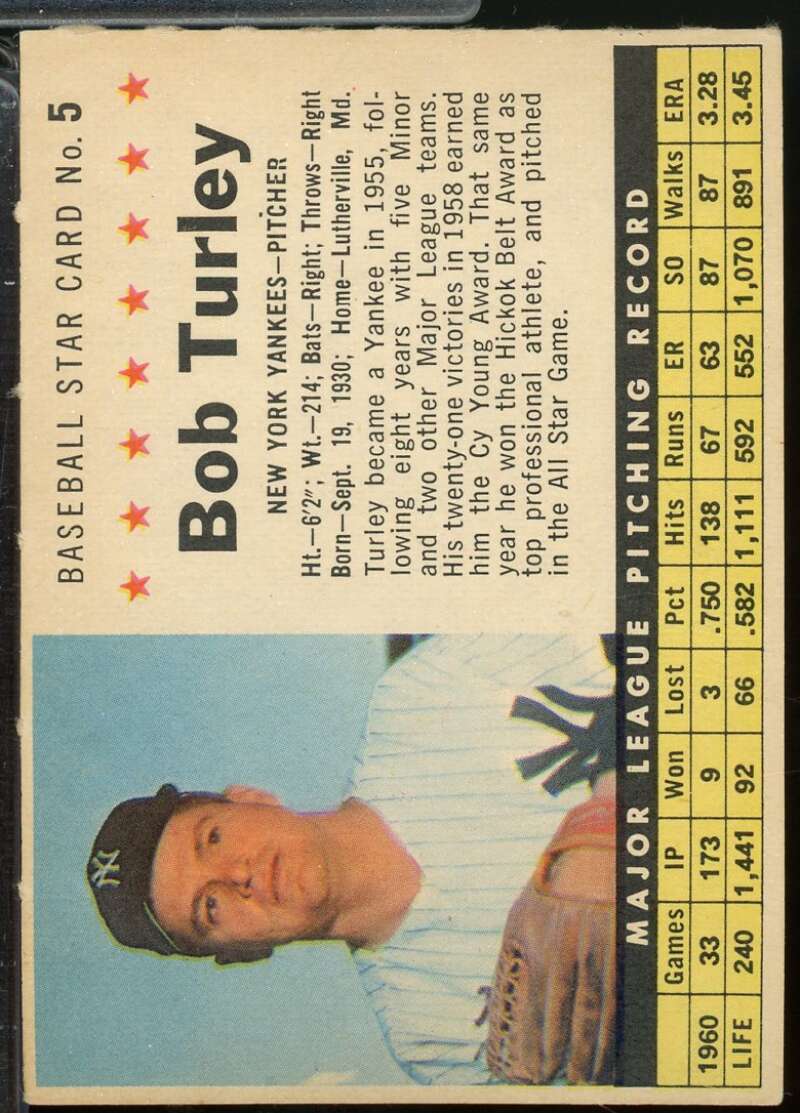 BASEBALL STAR CARD No. 5
Bob Turley
NEW YORK YANKEES—PITCHER
Ht.—6'2"; Wt.—214; Bats—Right; Throws—Right
Born—Sept. 19, 1930; Home—Lutherville, Md.
Turley became a Yankee in 1955, fol-
lowing eight years with five Minor
and two other Major League teams.
His twenty-one victories in 1958 earned
him the Cy Young Award. That same
year he won the Hickok Belt Award as
top professional athlete, and pitched
in the All Star Game.
NY
NY
MAJOR LEAGUE PITCHING RECORD
Games IP Won Lost Pct Hits Runs ER SO Walks ERA
1960 33 173 9 3 .750 138 67 63 87 87 3.28
LIFE 240 1,441 92 66 .582 1,111 592 552 1,070 891 3.45